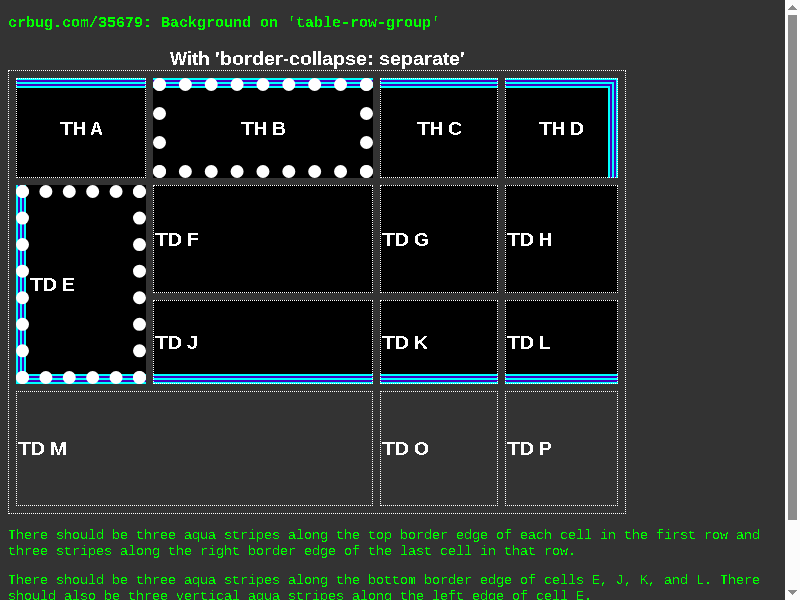 crbug.com/35679: Background on 'table-row-group'
With 'border-collapse: separate'
TH A TH B TH C TH D
TD E TD F TD G TD H
TD J TD K TD L
TD M TD O TD P
There should be three aqua stripes along the top border edge of each cell in the first row and
three stripes along the right border edge of the last cell in that row.
There should be three aqua stripes along the bottom border edge of cells E, J, K, and L. There
should also be three vertical aqua stripes along the left edge of cell E.